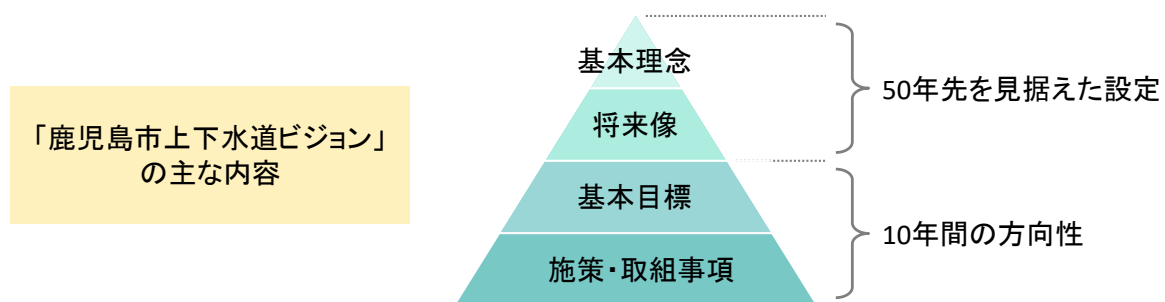 「鹿児島市上下水道ビジョン」
の主な内容
基本理念
将来像
基本目標
施策・取組事項
50年先を見据えた設定
10年間の方向性